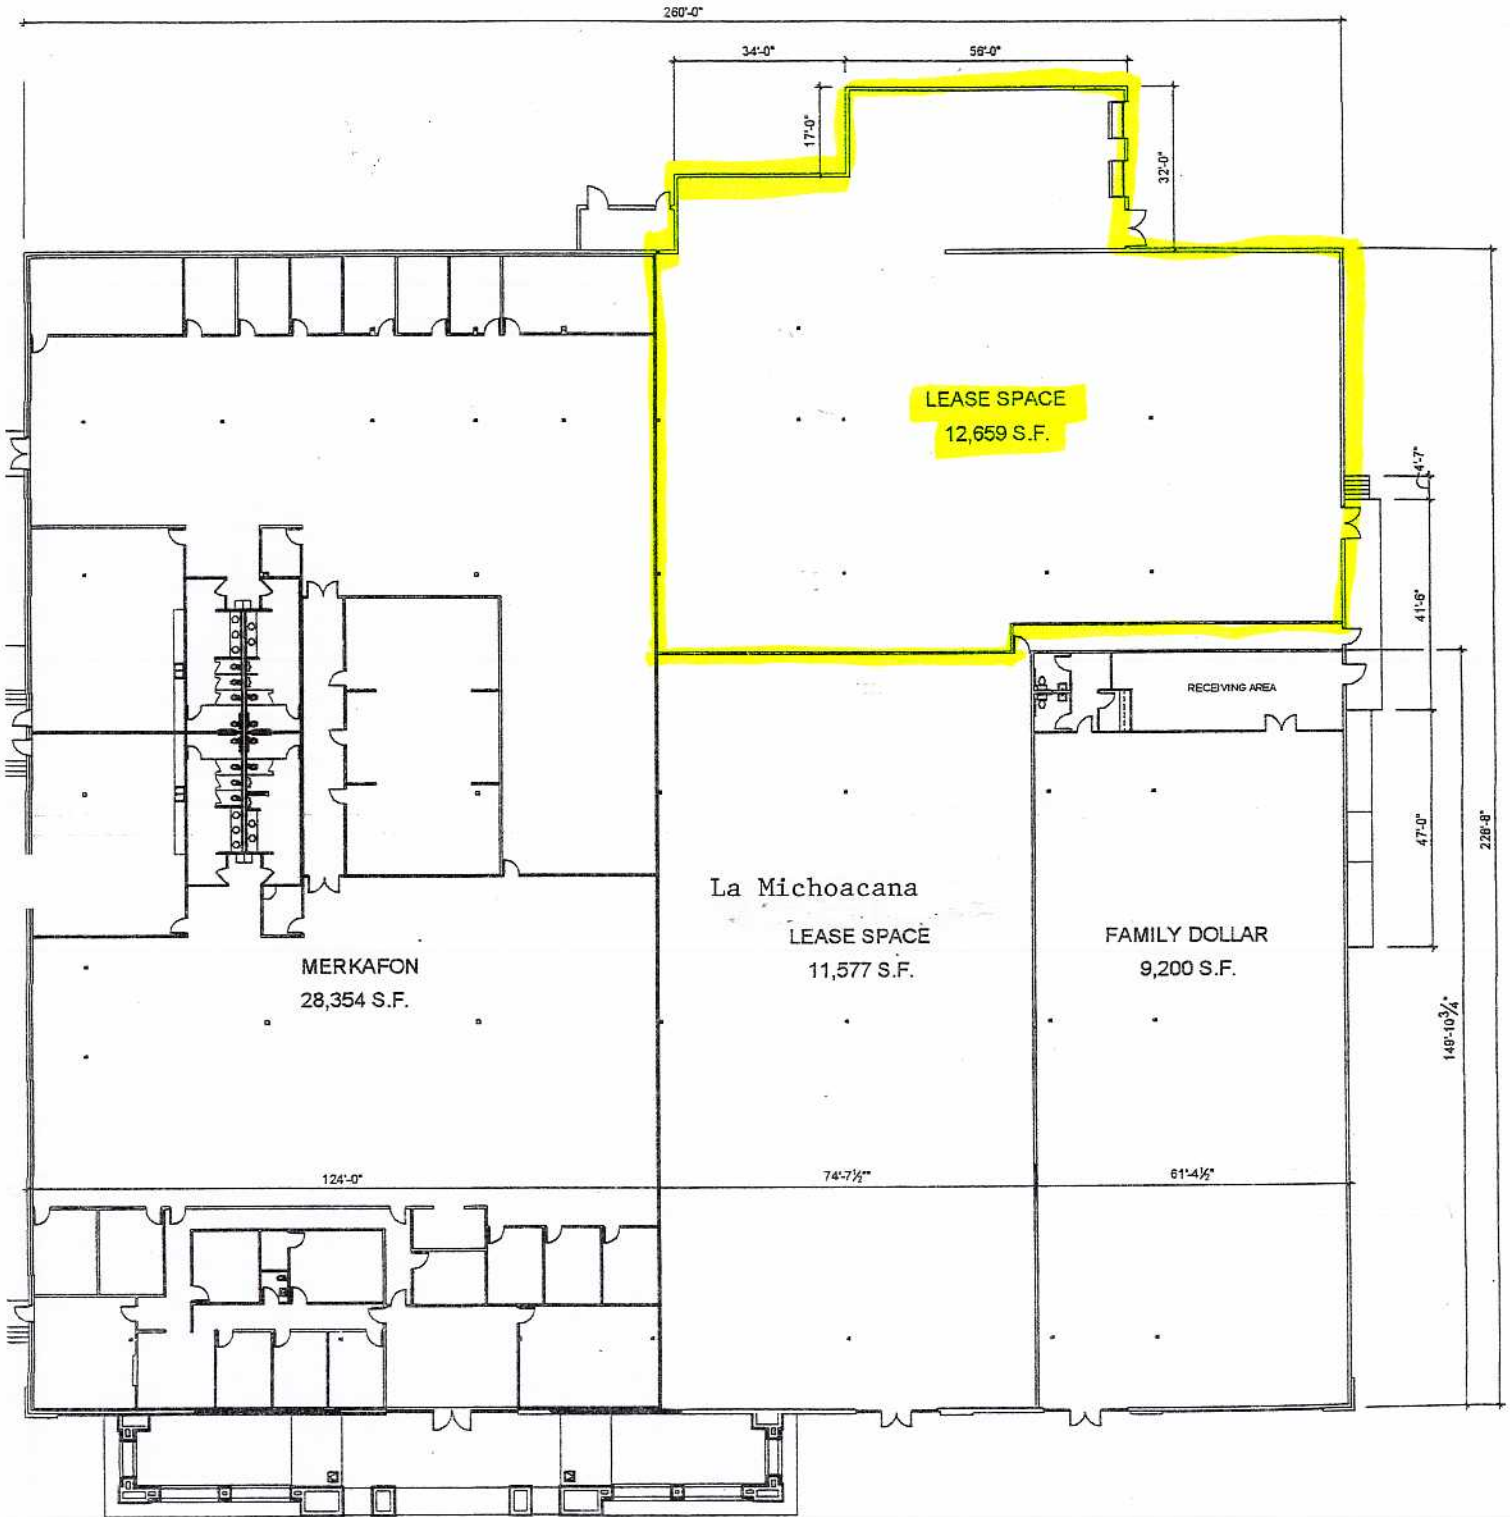 260'-0"
34'-0"
56'-0"
17'-0"
32'-0"
LEASE SPACE
12,659 S.F.
4'-7"
41'-6"
RECEIVING AREA
47'-0"
228'-8"
La Michoacana
LEASE SPACE
11,577 S.F.
FAMILY DOLLAR
9,200 S.F.
MERKAFON
28,354 S.F.
149'-10¾"
124'-0"
74'-7½"
61'-4½"